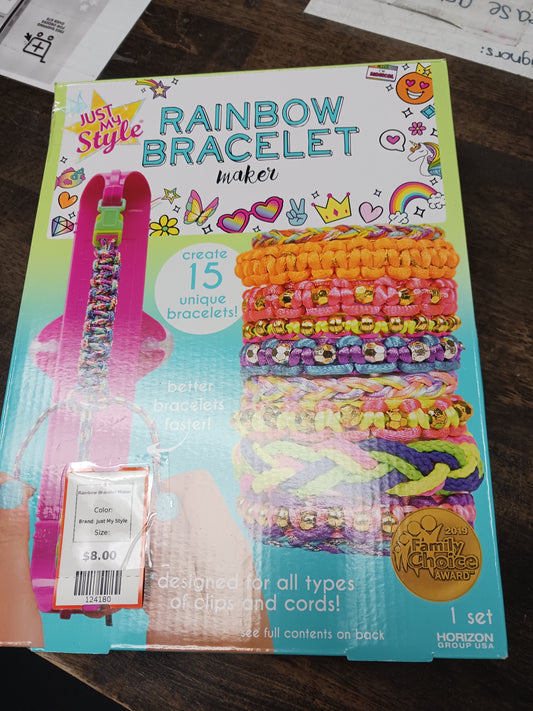 JUST
MY
Style
RAINBOW
BRACELET
maker
create
15
unique
bracelets!
better
bracelets
faster!
Rainbow Bracelet Maker
Color:
Brand: Just My Style
Size:
$8.00
124180
designed for all types
of clips and cords!
see full contents on back
2019
Family
Choice
AWARD
1 set
HORIZON
GROUP USA